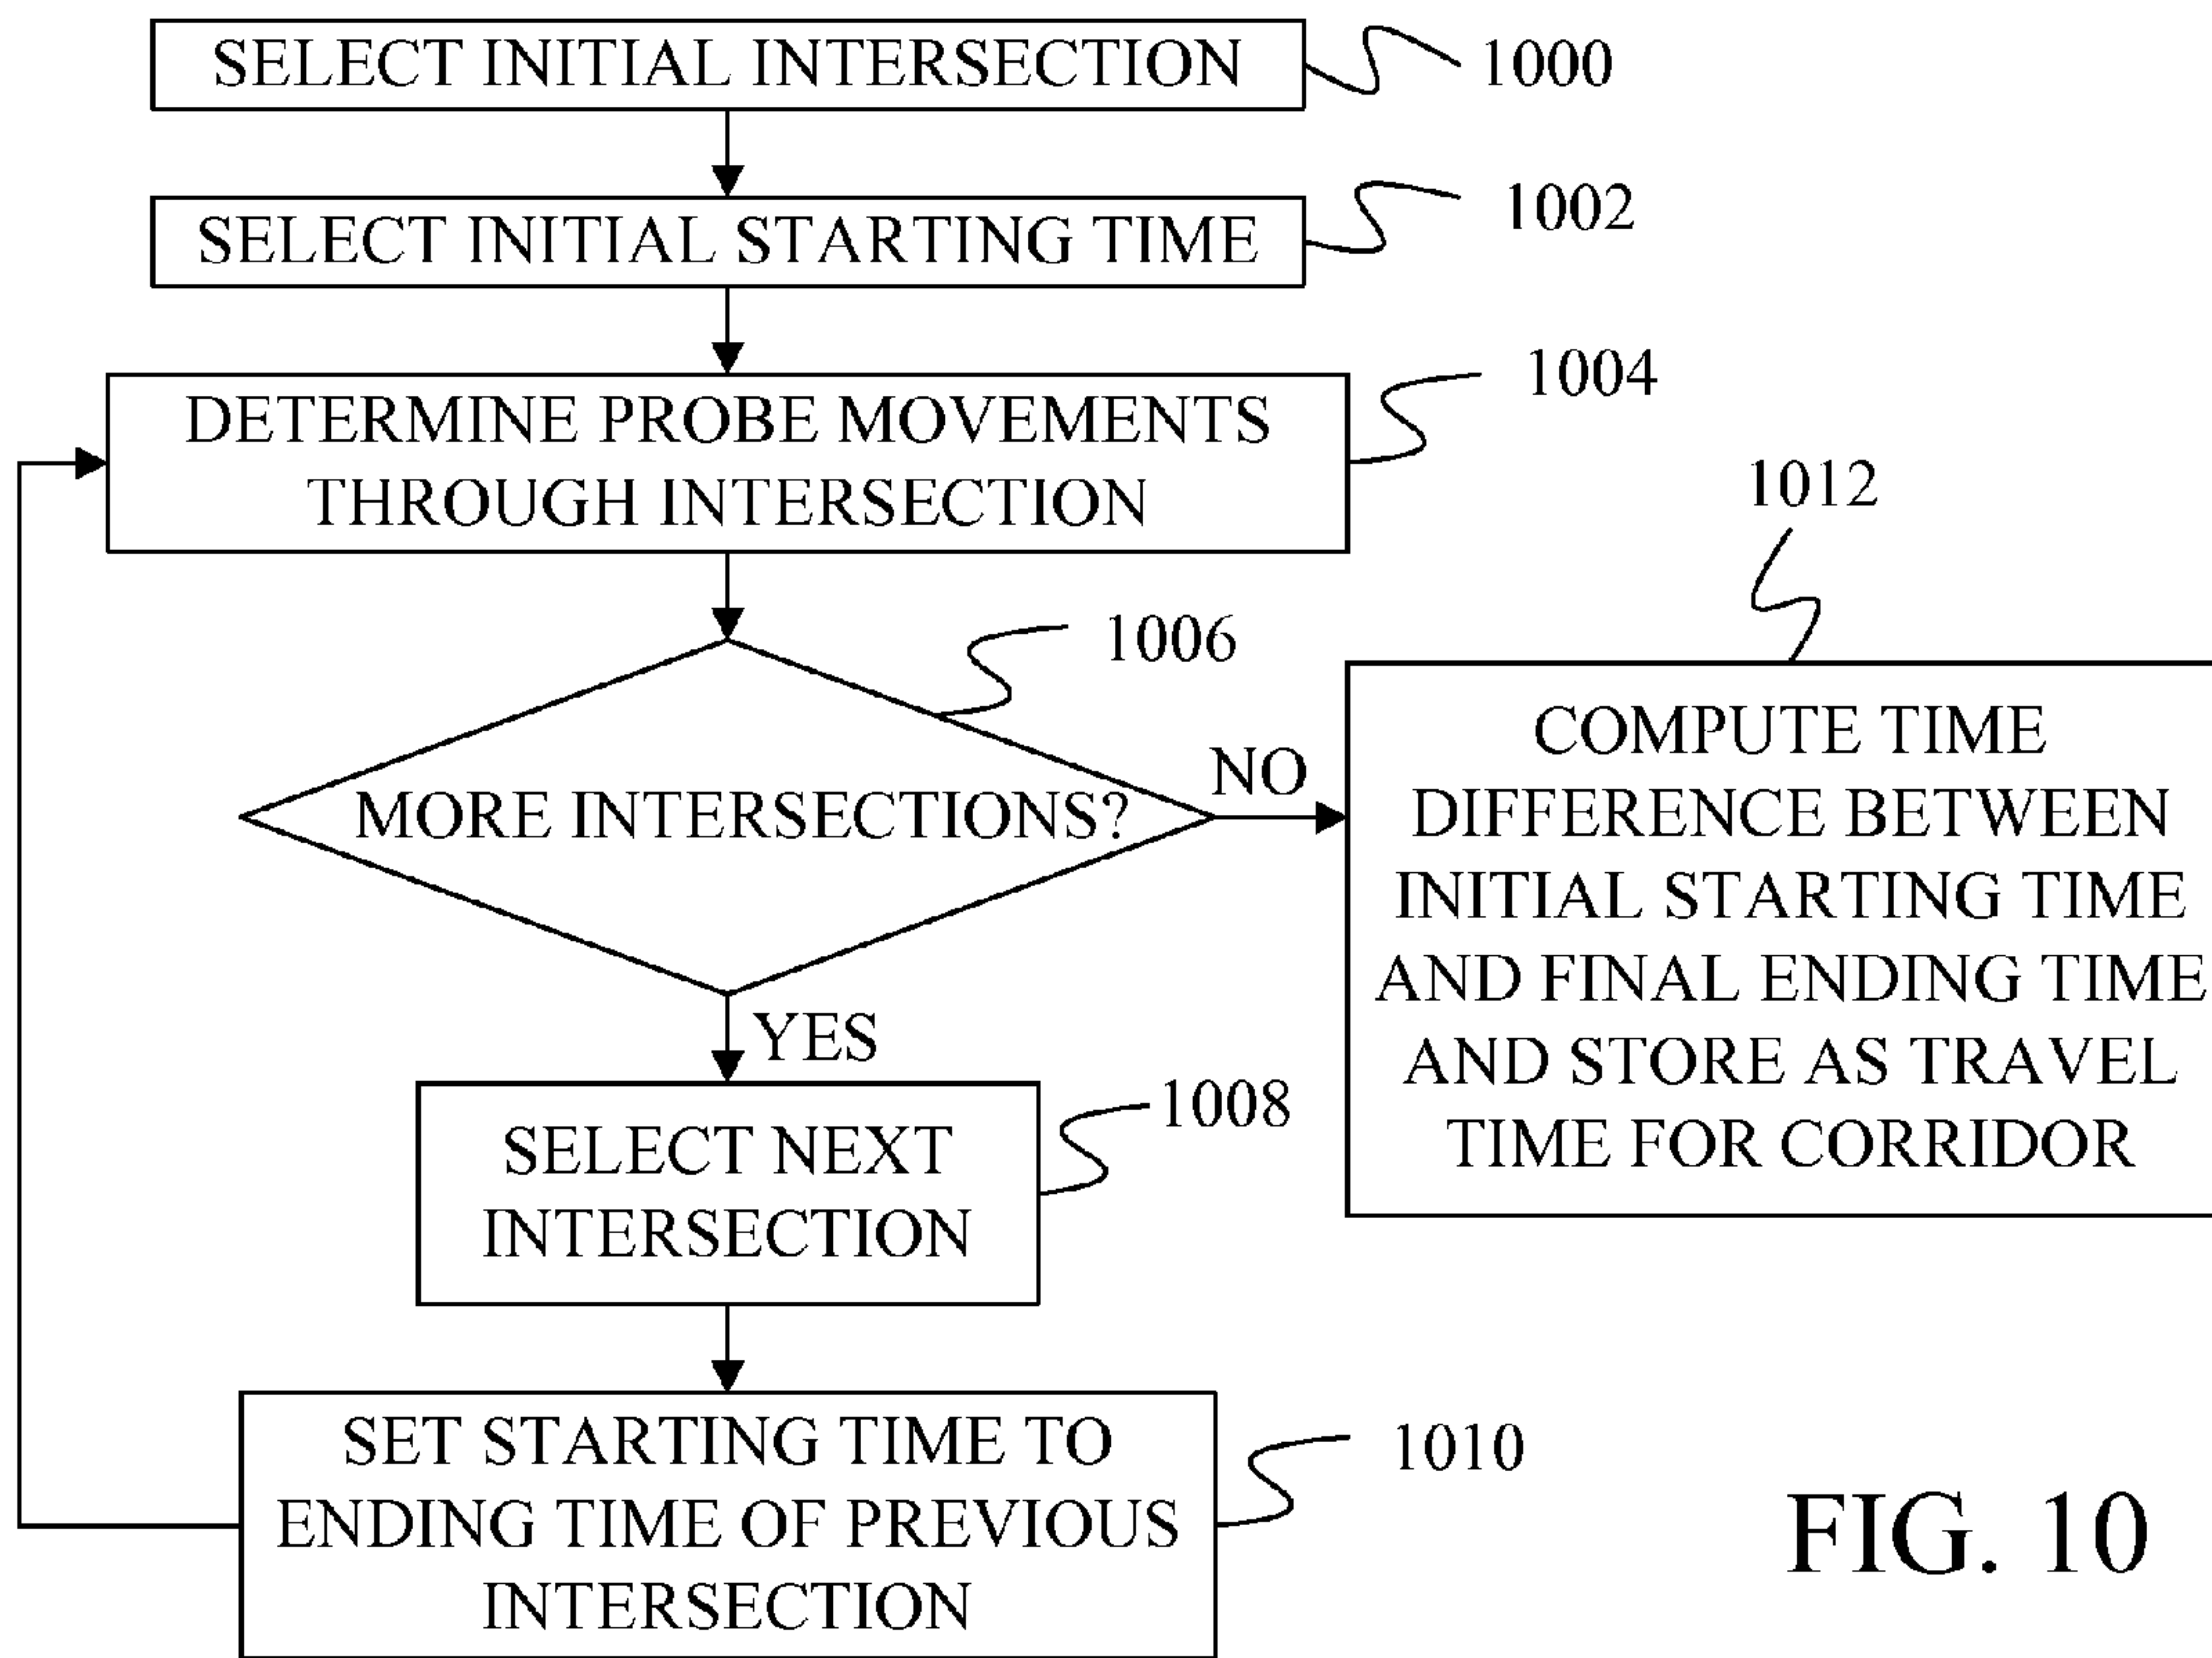 SELECT INITIAL INTERSECTION
1000
SELECT INITIAL STARTING TIME
1002
DETERMINE PROBE MOVEMENTS
THROUGH INTERSECTION
1004
MORE INTERSECTIONS?
1006
NO
YES
1012
COMPUTE TIME
DIFFERENCE BETWEEN
INITIAL STARTING TIME
AND FINAL ENDING TIME
AND STORE AS TRAVEL
TIME FOR CORRIDOR
SELECT NEXT
INTERSECTION
1008
SET STARTING TIME TO
ENDING TIME OF PREVIOUS
INTERSECTION
1010
FIG. 10